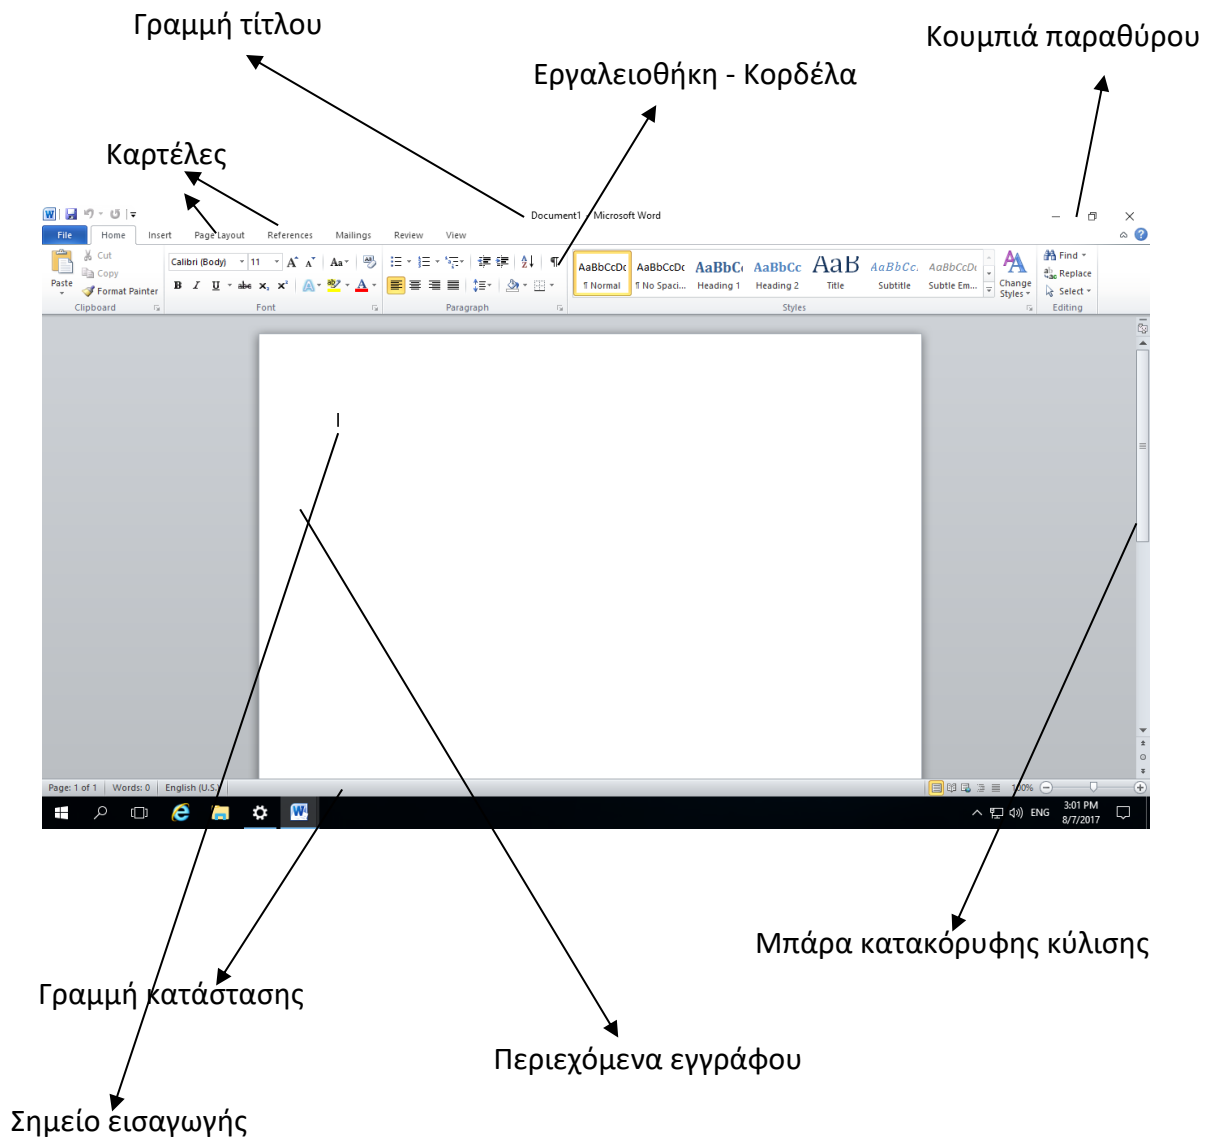 Γραμμή τίτλου
Κουμπιά παραθύρου
Εργαλειοθήκη - Κορδέλα
Καρτέλες
Document1 - Microsoft Word
File Home Insert Page Layout References Mailings Review View
Cut
Copy
Paste
Format Painter
Clipboard
Calibri (Body) 11
Font
Paragraph
AaBbCcDc AaBbCcDc AaBbC AaBbCc AaB AaBbCc. AaBbCcD
¶ Normal ¶ No Spaci... Heading 1 Heading 2 Title Subtitle Subtle Em...
Change
Styles
Styles
Find
Replace
Select
Editing
Page: 1 of 1 Words: 0 English (U.S.) 100%
ENG 3:01 PM
8/7/2017
Μπάρα κατακόρυφης κύλισης
Γραμμή κατάστασης
Περιεχόμενα εγγράφου
Σημείο εισαγωγής